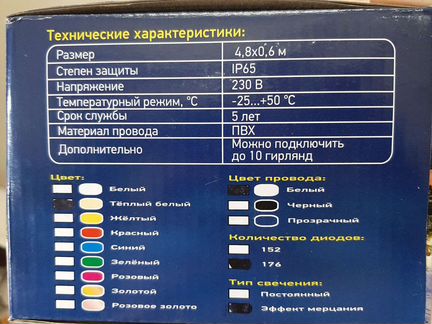 Технические характеристики:
Размер 4,8х0,6 м
Степен защиты IP65
Напряжение 230 В
Температурный режим, °С -25...+50 °С
Срок службы 5 лет
Материал провода ПВХ
Дополнительно Можно подключить
до 10 гирлянд
Цвет:
Белый
Тёплый белый
Жёлтый
Красный
Синий
Зелёный
Розовый
Золотой
Розовое золото
Цвет провода:
Белый
Черный
Прозрачный
Количество диодов:
152
176
Тип свечения:
Постоянный
Эффект мерцания